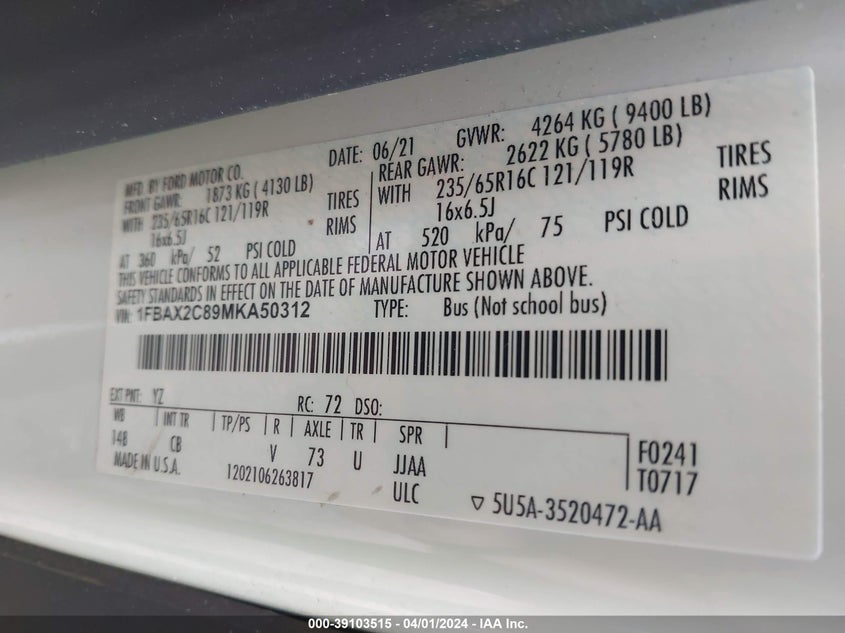 MFD. BY FORD MOTOR CO.
DATE: 06/21 GVWR: 4264 KG ( 9400 LB)
FRONT GAWR: 1873 KG ( 4130 LB)
REAR GAWR: 2622 KG ( 5780 LB)
WITH 235/65R16C 121/119R TIRES
WITH 235/65R16C 121/119R TIRES
16x6.5J RIMS
16x6.5J RIMS
AT 360 kPa/ 52 PSI COLD
AT 520 kPa/ 75 PSI COLD
THIS VEHICLE CONFORMS TO ALL APPLICABLE FEDERAL MOTOR VEHICLE
SAFETY STANDARDS IN EFFECT ON THE DATE OF MANUFACTURE SHOWN ABOVE.
VIN: 1FBAX2C89MKA50312 TYPE: Bus (Not school bus)
EXT PNT: YZ RC: 72 DSO:
WB INT TR TP/PS R AXLE TR SPR
148 CB V 73 U JJAA F0241
MADE IN U.S.A. 1202106263817 ULC T0717
▽ 5U5A-3520472-AA
000-39103515 - 04/01/2024 - IAA Inc.